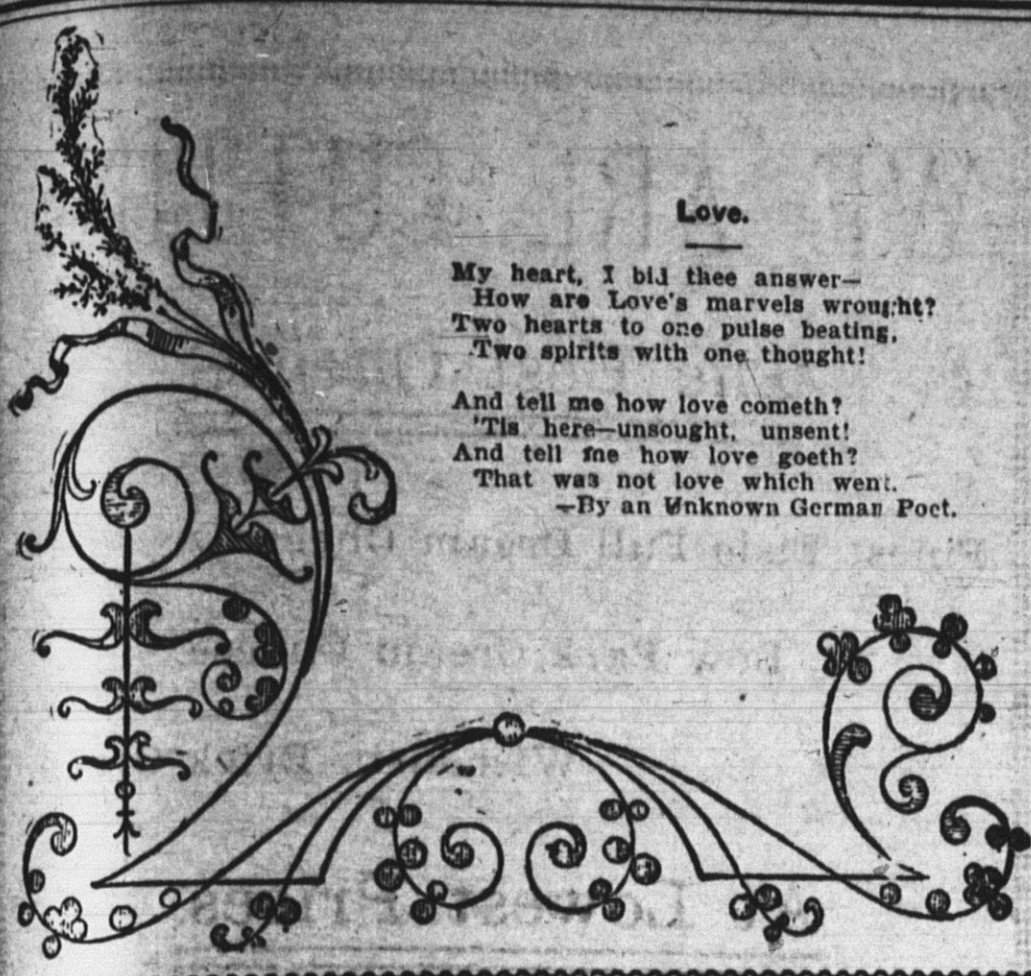 Love.
My heart, I bid thee answer—
How are Love's marvels wrought?
Two hearts to one pulse beating,
Two spirits with one thought!
And tell me how love cometh?
'Tis here—unsought, unsent!
And tell me how love goeth?
That was not love which went.
—By an Unknown German Poet.